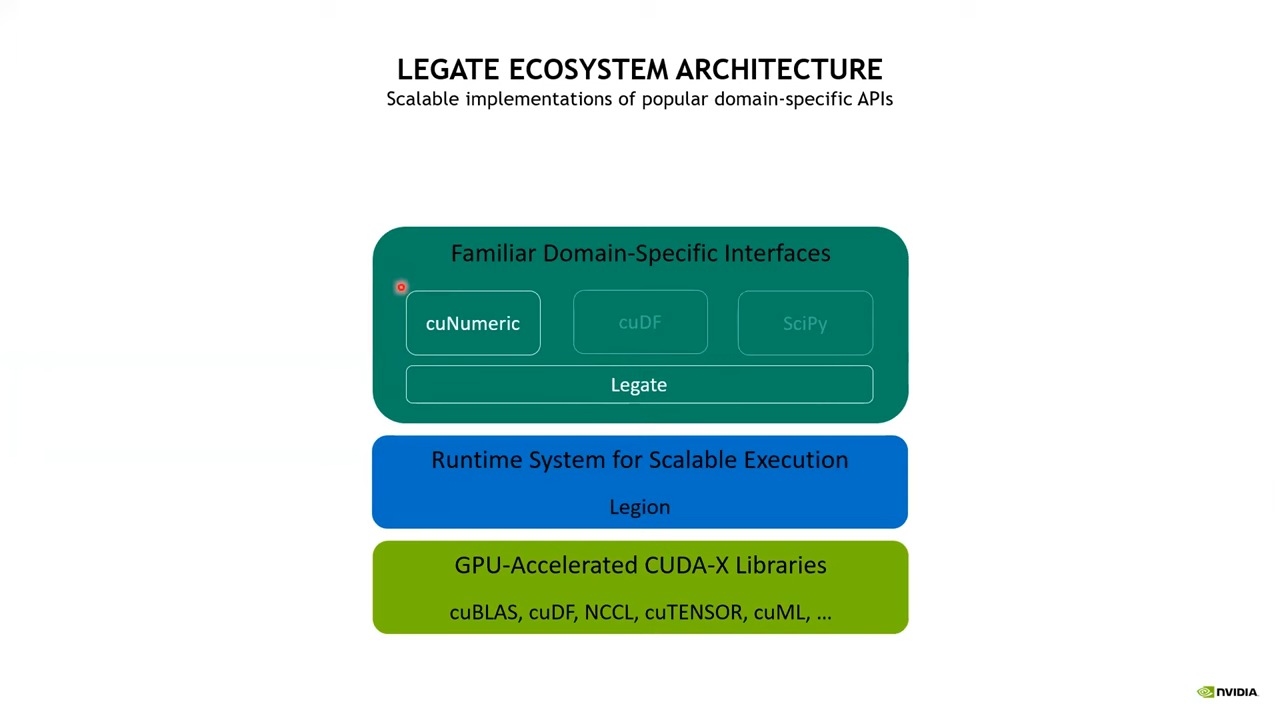 LEGATE ECOSYSTEM ARCHITECTURE
Scalable implementations of popular domain-specific APIs
Familiar Domain-Specific Interfaces
cuNumeric
cuDF
SciPy
Legate
Runtime System for Scalable Execution
Legion
GPU-Accelerated CUDA-X Libraries
cuBLAS, cuDF, NCCL, cuTENSOR, cuML, ...
NVIDIA.